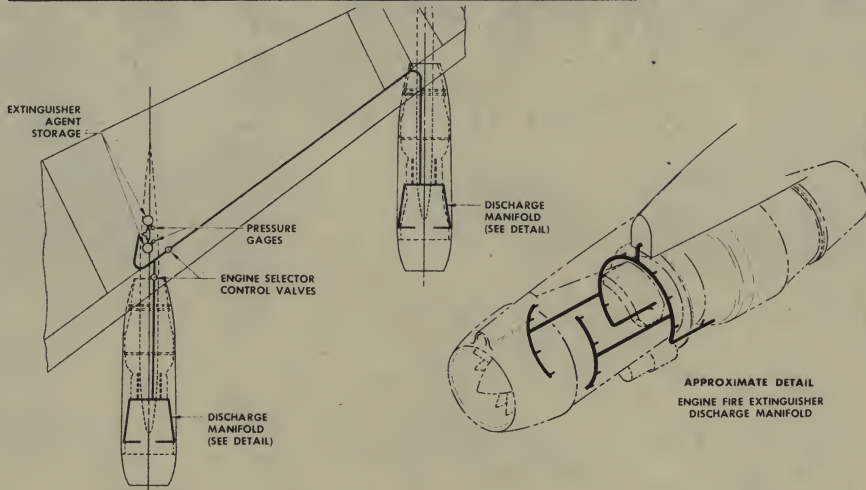 EXTINGUISHER
AGENT
STORAGE
PRESSURE
GAGES
ENGINE SELECTOR
CONTROL VALVES
DISCHARGE
MANIFOLD
(SEE DETAIL)
DISCHARGE
MANIFOLD
(SEE DETAIL)
APPROXIMATE DETAIL
ENGINE FIRE EXTINGUISHER
DISCHARGE MANIFOLD